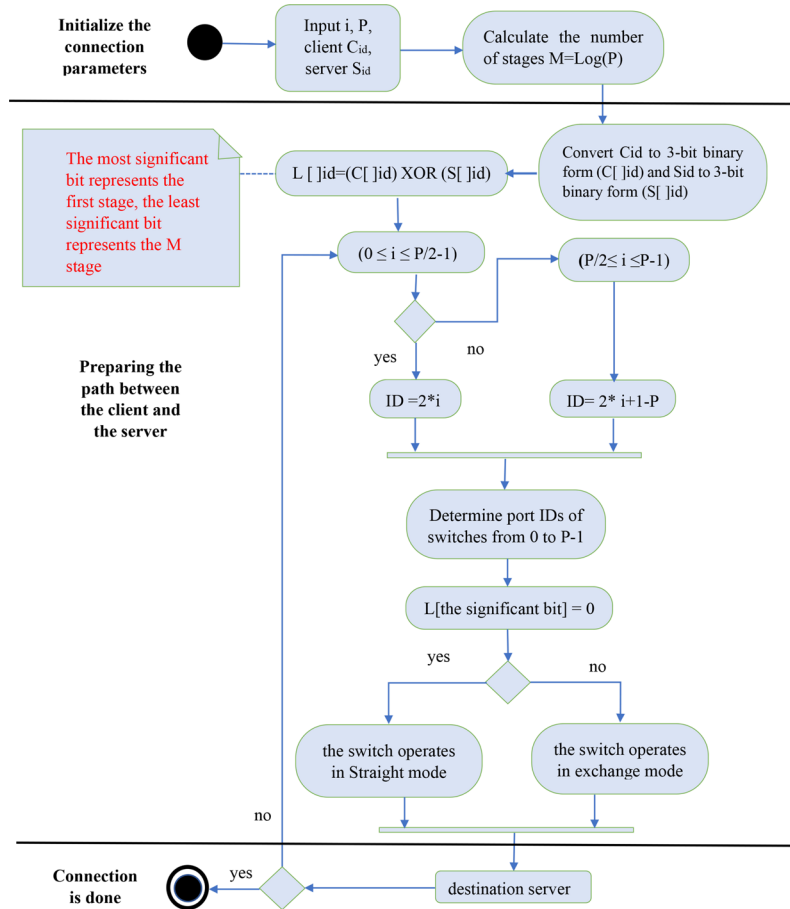 Initialize the
connection
parameters
Input i, P,
client Cid,
server Sid
Calculate the number
of stages M=Log(P)
The most significant
bit represents the
first stage, the least
significant bit
represents the M
stage
L [ ]id=(C[ ]id) XOR (S[ ]id)
Convert Cid to 3-bit binary
form (C[ ]id) and Sid to 3-bit
binary form (S[ ]id)
(0 ≤ i ≤ P/2-1)
(P/2≤ i ≤P-1)
yes
no
Preparing the
path between
the client and
the server
ID =2*i
ID= 2* i+1-P
Determine port IDs of
switches from 0 to P-1
L[the significant bit] = 0
yes
no
the switch operates
in Straight mode
the switch operates
in exchange mode
no
Connection
is done
yes
destination server